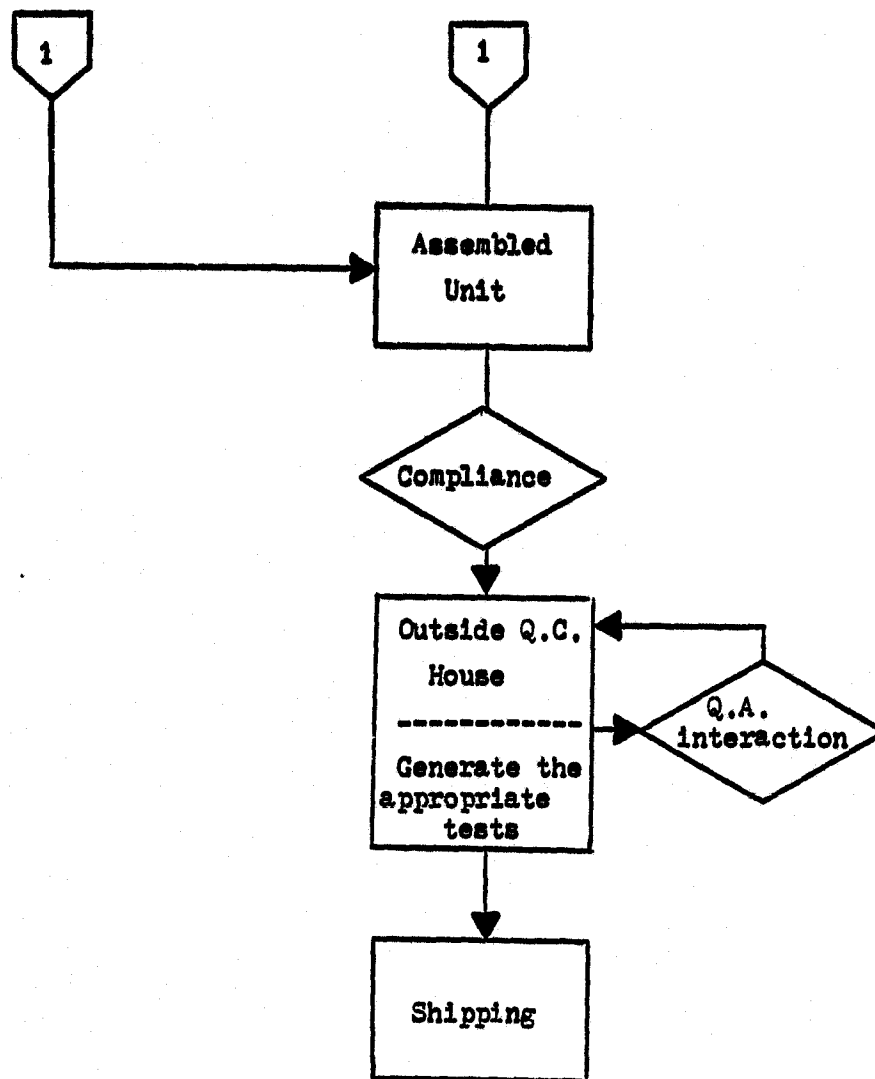 1
1
Assembled
Unit
Compliance
Outside Q.C.
House
------------
Generate the
appropriate
tests
Q.A.
interaction
Shipping